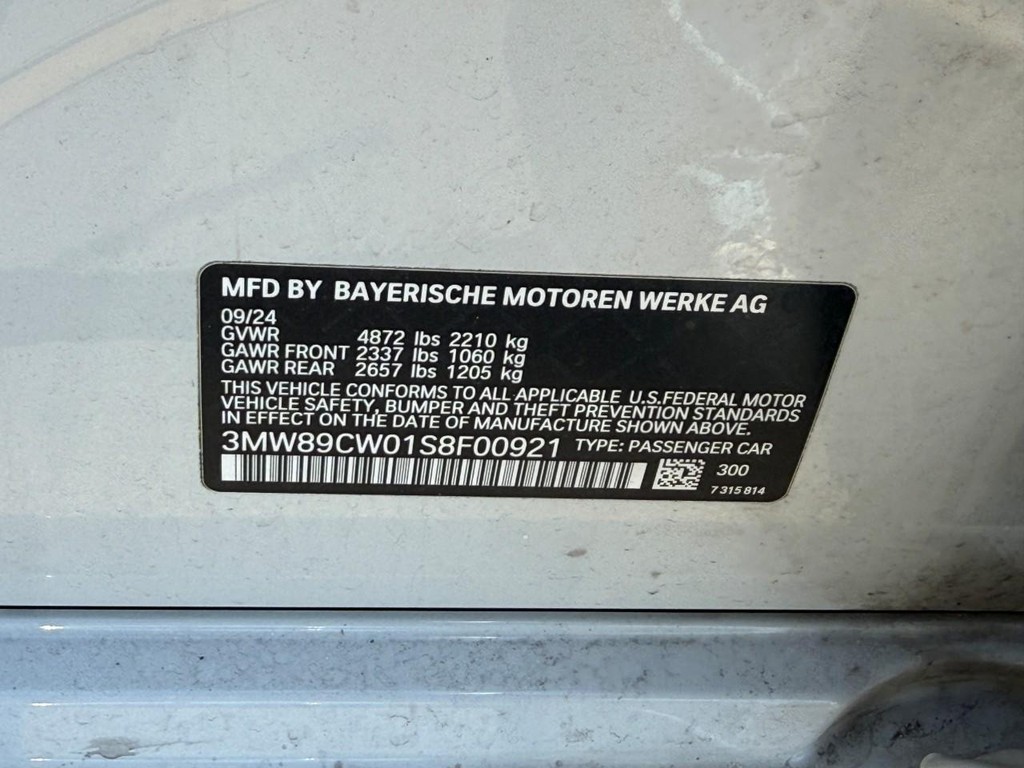 MFD BY BAYERISCHE MOTOREN WERKE AG
09/24
GVWR 4872 lbs 2210 kg
GAWR FRONT 2337 lbs 1060 kg
GAWR REAR 2657 lbs 1205 kg
THIS VEHICLE CONFORMS TO ALL APPLICABLE U.S.FEDERAL MOTOR
VEHICLE SAFETY, BUMPER AND THEFT PREVENTION STANDARDS
IN EFFECT ON THE DATE OF MANUFACTURE SHOWN ABOVE.
3MW89CW01S8F00921 TYPE: PASSENGER CAR
300
7 315 814